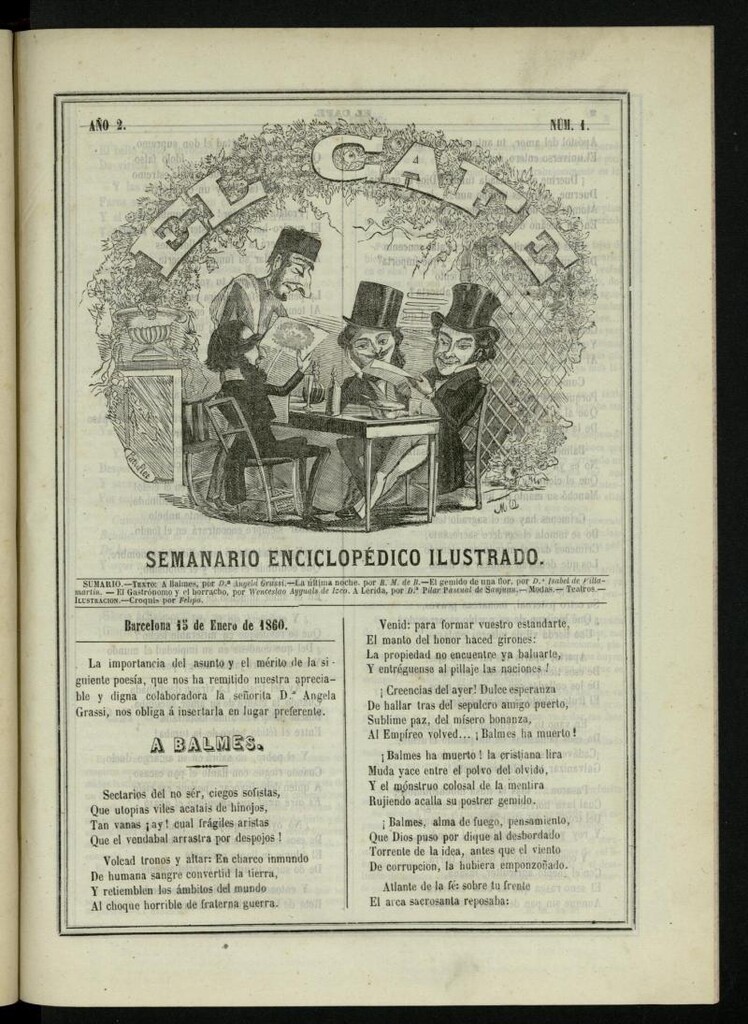 AÑO 2.
NÚM. 1.
EL CAFE
SEMANARIO ENCICLOPÉDICO ILUSTRADO.
SUMARIO.—TEXTO: A Balmes, por D.ª Angela Grassi.—La última noche. por R. M. de R.—El gemido de una flor, por D.ª Isabel de Villa-
martin. — El Gastrónomo y el borracho, por Wenceslao Ayguals de Izco. A Lérida, por D.ª Pilar Pascual de Sanjuan.— Modas.— Teatros.—
ILUSTRACION.—Croquis por Felipo.
Barcelona 15 de Enero de 1860.
La importancia del asunto y el mérito de la si-
guiente poesía, que nos ha remitido nuestra aprecia-
ble y digna colaboradora la señorita D.ª Angela
Grassi, nos obliga á insertarla en lugar preferente.
A BALMES.
Sectarios del no sér, ciegos sofistas,
Que utopias viles acatais de hinojos,
Tan vanas ¡ay! cual frágiles aristas
Que el vendabal arrastra por despojos!
Volcad tronos y altar: En charco inmundo
De humana sangre convertid la tierra,
Y retiemblen los ámbitos del mundo
Al choque horrible de fraterna guerra.
Venid: para formar vuestro estandarte,
El manto del honor haced girones:
La propiedad no encuentre ya baluarte,
Y entréguense al pillaje las naciones!
¡Creencias del ayer! Dulce esperanza
De hallar tras del sepulcro amigo puerto,
Sublime paz, del mísero bonanza,
Al Empíreo volved... ¡Balmes ha muerto!
¡Balmes ha muerto! la cristiana lira
Muda yace entre el polvo del olvido,
Y el mónstruo colosal de la mentira
Rujiendo acalla su postrer gemido.
¡Balmes, alma de fuego, pensamiento,
Que Dios puso por dique al desbordado
Torrente de la idea, antes que el viento
De corrupcion, la hubiera emponzoñado.
Atlante de la fé: sobre tu frente
El arca sacrosanta reposaba: